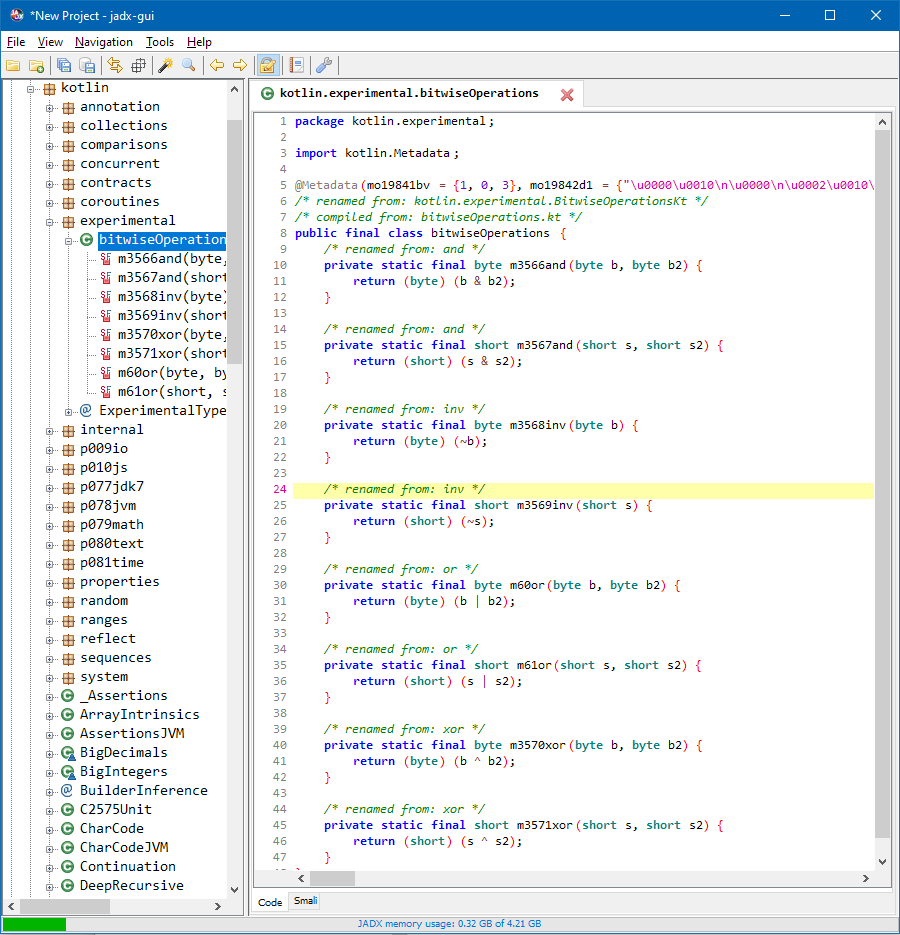 *New Project - jadx-gui
File View Navigation Tools Help
kotlin
annotation
collections
comparisons
concurrent
contracts
coroutines
experimental
bitwiseOperation
m3566and(byte,
m3567and(short
m3568inv(byte)
m3569inv(short
m3570xor(byte,
m3571xor(short
m60or(byte, by
m61or(short, s
ExperimentalType
internal
p009io
p010js
p077jdk7
p078jvm
p079math
p080text
p081time
properties
random
ranges
reflect
sequences
system
_Assertions
ArrayIntrinsics
AssertionsJVM
BigDecimals
BigIntegers
BuilderInference
C2575Unit
CharCode
CharCodeJVM
Continuation
DeepRecursive
kotlin.experimental.bitwiseOperations
1 package kotlin.experimental;
2
3 import kotlin.Metadata;
4
5 @Metadata(mo19841bv = {1, 0, 3}, mo19842d1 = {"\u0000\u0010\n\u0000\n\u0002\u0010\
6 /* renamed from: kotlin.experimental.BitwiseOperationsKt */
7 /* compiled from: bitwiseOperations.kt */
8 public final class bitwiseOperations {
9 /* renamed from: and */
10 private static final byte m3566and(byte b, byte b2) {
11 return (byte) (b & b2);
12 }
13
14 /* renamed from: and */
15 private static final short m3567and(short s, short s2) {
16 return (short) (s & s2);
17 }
18
19 /* renamed from: inv */
20 private static final byte m3568inv(byte b) {
21 return (byte) (~b);
22 }
23
24 /* renamed from: inv */
25 private static final short m3569inv(short s) {
26 return (short) (~s);
27 }
28
29 /* renamed from: or */
30 private static final byte m60or(byte b, byte b2) {
31 return (byte) (b | b2);
32 }
33
34 /* renamed from: or */
35 private static final short m61or(short s, short s2) {
36 return (short) (s | s2);
37 }
38
39 /* renamed from: xor */
40 private static final byte m3570xor(byte b, byte b2) {
41 return (byte) (b ^ b2);
42 }
43
44 /* renamed from: xor */
45 private static final short m3571xor(short s, short s2) {
46 return (short) (s ^ s2);
47 }
Code Smali
JADX memory usage: 0.32 GB of 4.21 GB